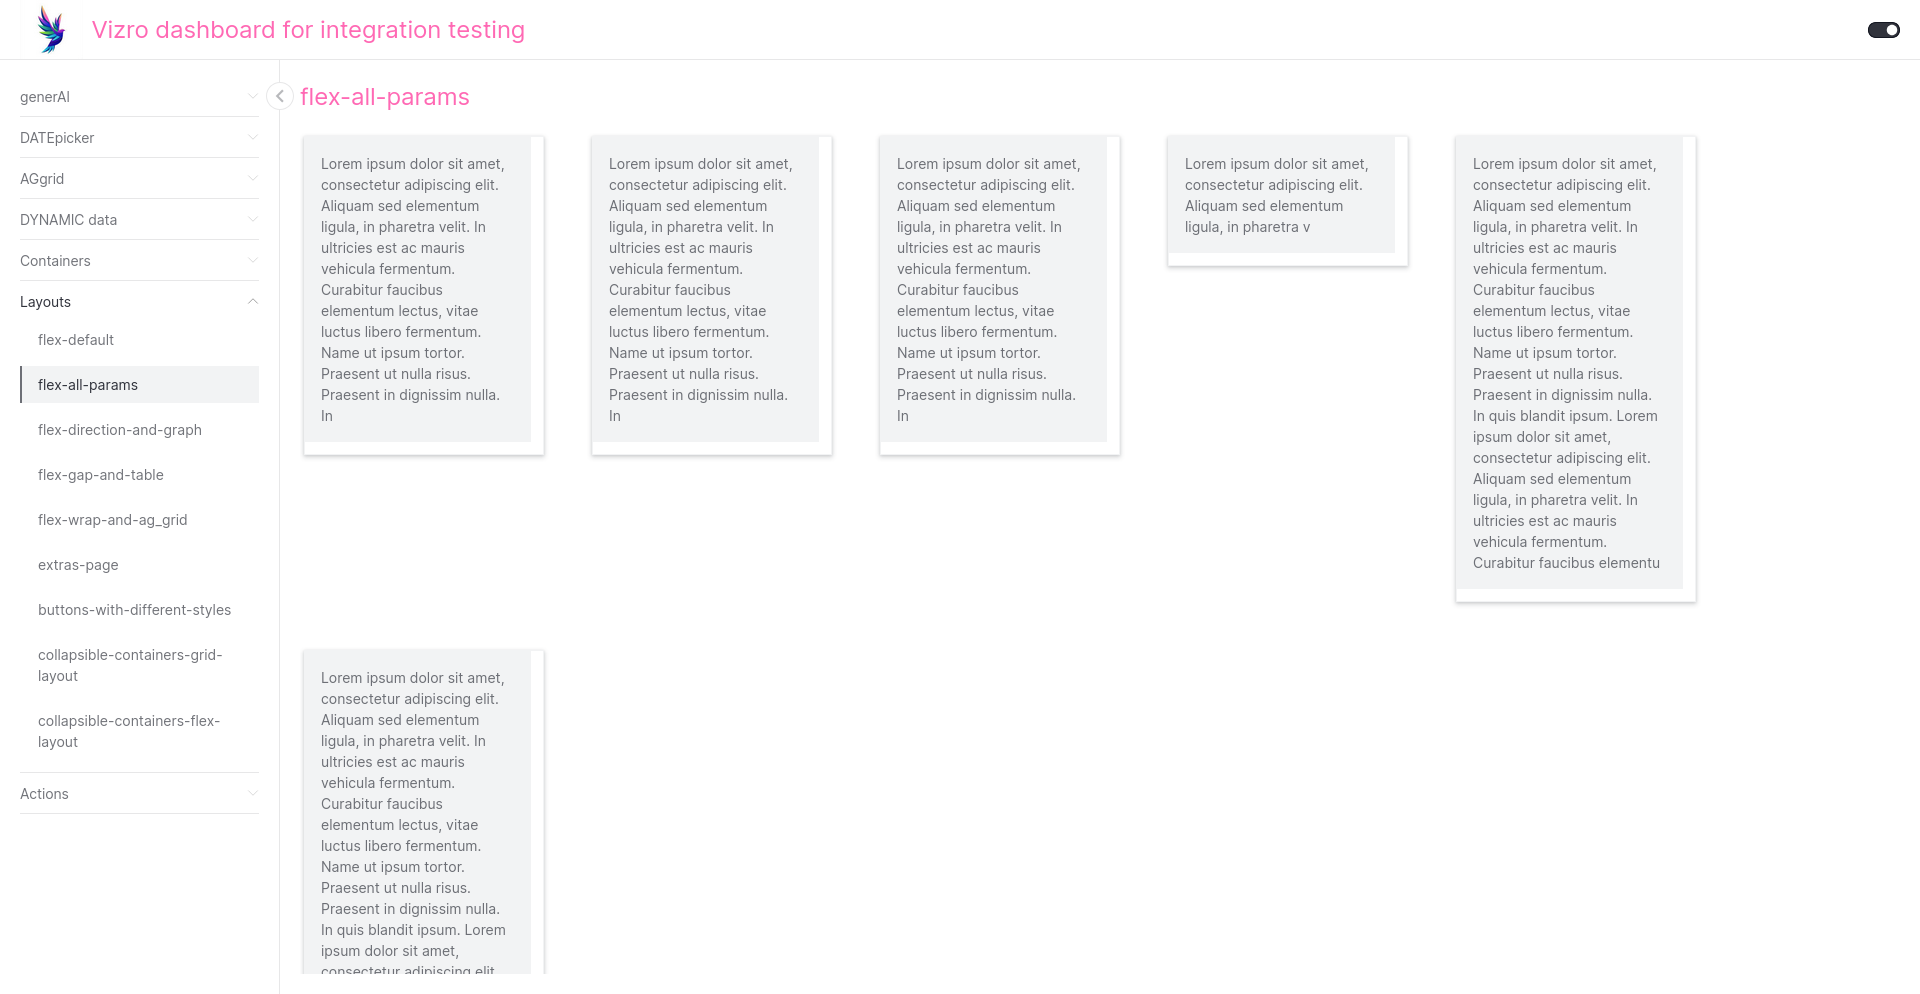 Vizro dashboard for integration testing
generAI
DATEpicker
AGgrid
DYNAMIC data
Containers
Layouts
flex-default
flex-all-params
flex-direction-and-graph
flex-gap-and-table
flex-wrap-and-ag_grid
extras-page
buttons-with-different-styles
collapsible-containers-grid-
layout
collapsible-containers-flex-
layout
Actions
flex-all-params
Lorem ipsum dolor sit amet,
consectetur adipiscing elit.
Aliquam sed elementum
ligula, in pharetra velit. In
ultricies est ac mauris
vehicula fermentum.
Curabitur faucibus
elementum lectus, vitae
luctus libero fermentum.
Name ut ipsum tortor.
Praesent ut nulla risus.
Praesent in dignissim nulla.
In
Lorem ipsum dolor sit amet,
consectetur adipiscing elit.
Aliquam sed elementum
ligula, in pharetra velit. In
ultricies est ac mauris
vehicula fermentum.
Curabitur faucibus
elementum lectus, vitae
luctus libero fermentum.
Name ut ipsum tortor.
Praesent ut nulla risus.
Praesent in dignissim nulla.
In
Lorem ipsum dolor sit amet,
consectetur adipiscing elit.
Aliquam sed elementum
ligula, in pharetra velit. In
ultricies est ac mauris
vehicula fermentum.
Curabitur faucibus
elementum lectus, vitae
luctus libero fermentum.
Name ut ipsum tortor.
Praesent ut nulla risus.
Praesent in dignissim nulla.
In
Lorem ipsum dolor sit amet,
consectetur adipiscing elit.
Aliquam sed elementum
ligula, in pharetra v
Lorem ipsum dolor sit amet,
consectetur adipiscing elit.
Aliquam sed elementum
ligula, in pharetra velit. In
ultricies est ac mauris
vehicula fermentum.
Curabitur faucibus
elementum lectus, vitae
luctus libero fermentum.
Name ut ipsum tortor.
Praesent ut nulla risus.
Praesent in dignissim nulla.
In quis blandit ipsum. Lorem
ipsum dolor sit amet,
consectetur adipiscing elit.
Aliquam sed elementum
ligula, in pharetra velit. In
ultricies est ac mauris
vehicula fermentum.
Curabitur faucibus elementu
Lorem ipsum dolor sit amet,
consectetur adipiscing elit.
Aliquam sed elementum
ligula, in pharetra velit. In
ultricies est ac mauris
vehicula fermentum.
Curabitur faucibus
elementum lectus, vitae
luctus libero fermentum.
Name ut ipsum tortor.
Praesent ut nulla risus.
Praesent in dignissim nulla.
In quis blandit ipsum. Lorem
ipsum dolor sit amet,
consectetur adipiscing elit.